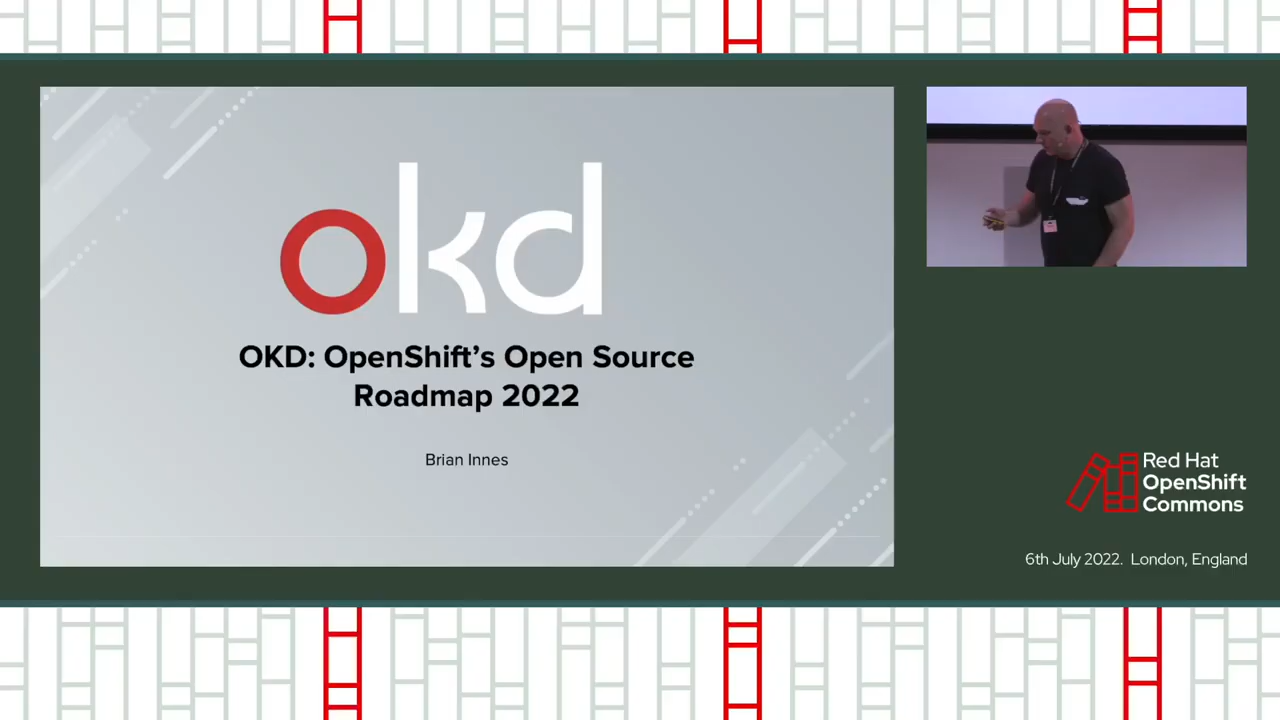 okd
OKD: OpenShift’s Open Source
Roadmap 2022
Brian Innes
Red Hat
OpenShift
Commons
6th July 2022. London, England